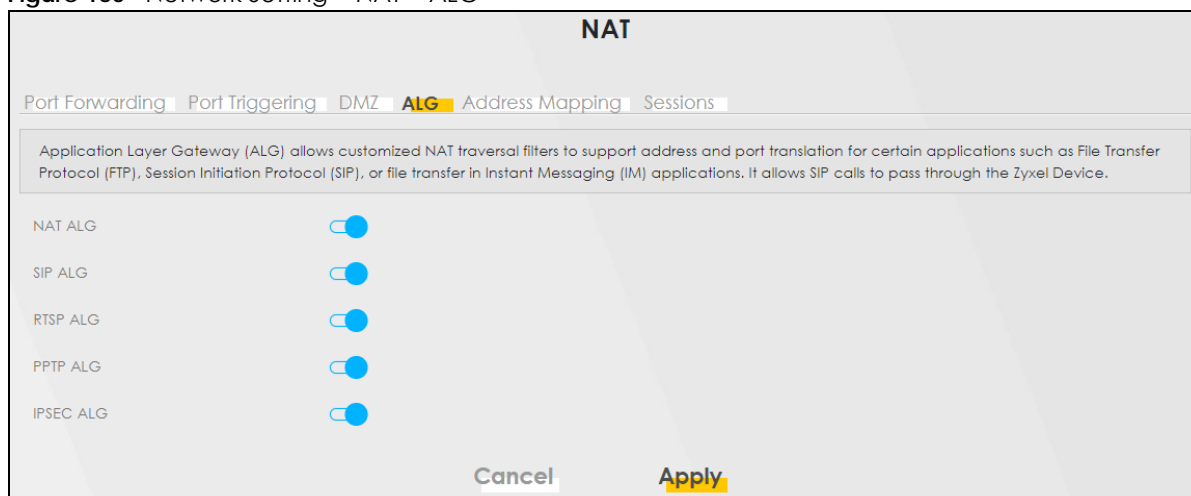 NAT
Port Forwarding Port Triggering DMZ ALG Address Mapping Sessions
Application Layer Gateway (ALG) allows customized NAT traversal filters to support address and port translation for certain applications such as File Transfer
Protocol (FTP), Session Initiation Protocol (SIP), or file transfer in Instant Messaging (IM) applications. It allows SIP calls to pass through the Zyxel Device.
NAT ALG
SIP ALG
RTSP ALG
PPTP ALG
IPSEC ALG
Cancel Apply